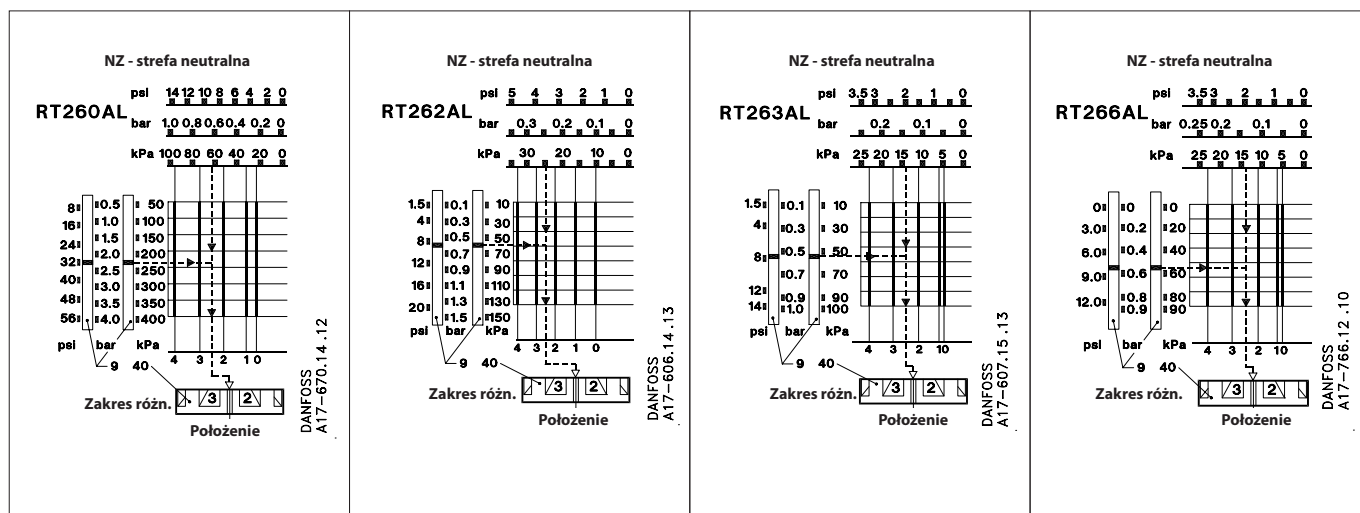 NZ - strefa neutralna
RT260AL
psi 14 12 10 8 6 4 2 0
bar 1.0 0.8 0.6 0.4 0.2 0
kPa 100 80 60 40 20 0
8 0.5 50
16 1.0 100
24 1.5 150
2.0 200
32 2.5 250
40 3.0 300
48 3.5 350
56 4.0 400
psi bar kPa
4 3 2 1 0
9 40
Zakres różn.
3 2
Położenie
DANFOSS
A17-670.14.12
NZ - strefa neutralna
RT262AL
psi 5 4 3 2 1 0
bar 0.3 0.2 0.1 0
kPa 30 20 10 0
1.5 0.1 10
4 0.3 30
8 0.5 50
0.7 70
12 0.9 90
16 1.1 110
20 1.3 130
1.5 150
psi bar kPa
4 3 2 1 0
9 40
Zakres różn.
3 2
Położenie
DANFOSS
A17-606.14.13
NZ - strefa neutralna
RT263AL
psi 3.5 3 2 1 0
bar 0.2 0.1 0
kPa 25 20 15 10 5 0
1.5 0.1 10
4 0.3 30
8 0.5 50
0.7 70
12 0.9 90
14 1.0 100
psi bar kPa
4 3 2 1 0
9 40
Zakres różn.
3 2
Położenie
DANFOSS
A17-607.15.13
NZ - strefa neutralna
RT266AL
psi 3.5 3 2 1 0
bar 0.25 0.2 0.1 0
kPa 25 20 15 10 5 0
0 0 0
3.0 0.2 20
6.0 0.4 40
9.0 0.6 60
12.0 0.8 80
0.9 90
psi bar kPa
4 3 2 1 0
9 40
Zakres różn.
3 2
Położenie
DANFOSS
A17-766.12.10